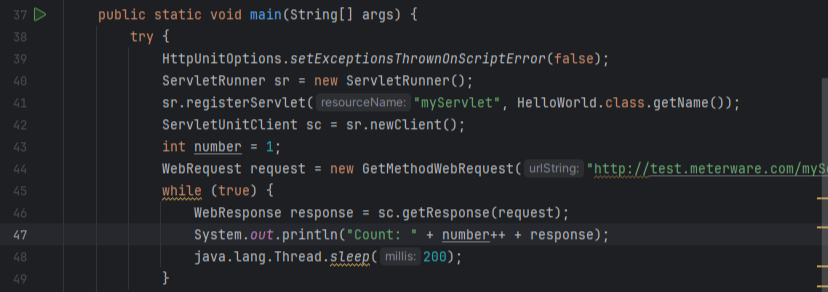 37 public static void main(String[] args) {
38 try {
39 HttpUnitOptions.setExceptionsThrownOnScriptError(false);
40 ServletRunner sr = new ServletRunner();
41 sr.registerServlet( resourceName: "myServlet", HelloWorld.class.getName());
42 ServletUnitClient sc = sr.newClient();
43 int number = 1;
44 WebRequest request = new GetMethodWebRequest( urlString: "http://test.meterware.com/myS
45 while (true) {
46 WebResponse response = sc.getResponse(request);
47 System.out.println("Count: " + number++ + response);
48 java.lang.Thread.sleep( millis: 200);
49 }